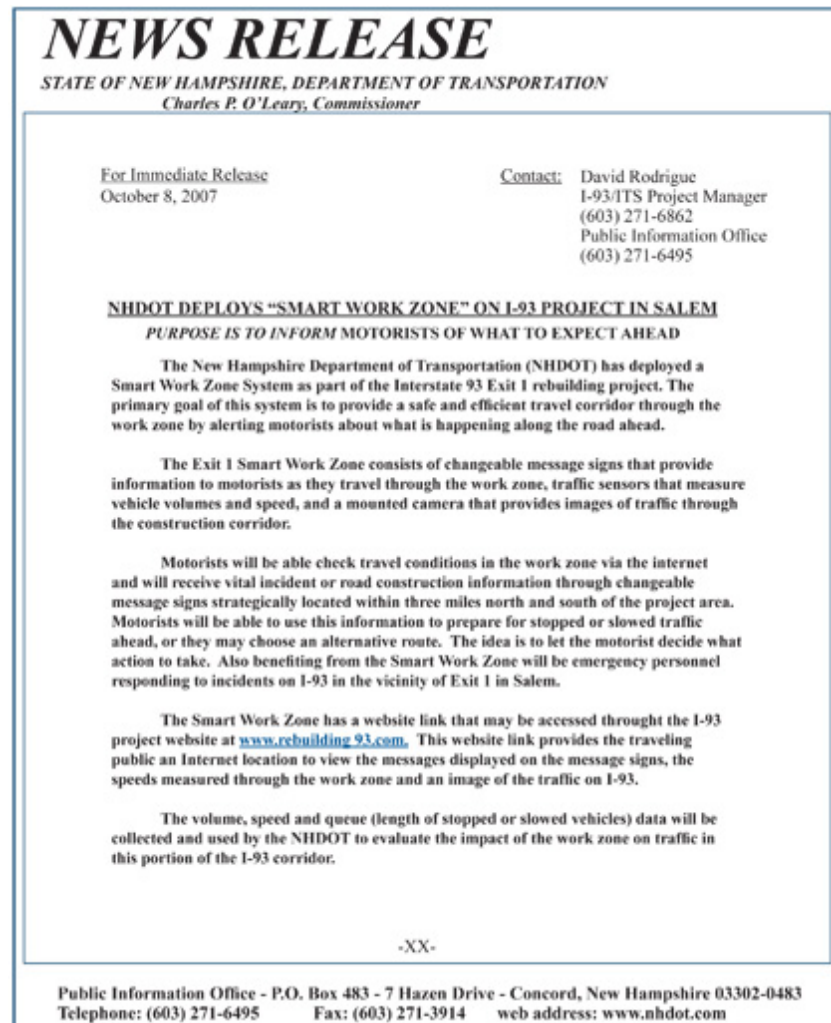 NEWS RELEASE
STATE OF NEW HAMPSHIRE, DEPARTMENT OF TRANSPORTATION
Charles P. O'Leary, Commissioner
For Immediate Release
October 8, 2007
Contact: David Rodrigue
I-93/ITS Project Manager
(603) 271-6862
Public Information Office
(603) 271-6495
NHDOT DEPLOYS “SMART WORK ZONE” ON I-93 PROJECT IN SALEM
PURPOSE IS TO INFORM MOTORISTS OF WHAT TO EXPECT AHEAD
The New Hampshire Department of Transportation (NHDOT) has deployed a
Smart Work Zone System as part of the Interstate 93 Exit 1 rebuilding project. The
primary goal of this system is to provide a safe and efficient travel corridor through the
work zone by alerting motorists about what is happening along the road ahead.
The Exit 1 Smart Work Zone consists of changeable message signs that provide
information to motorists as they travel through the work zone, traffic sensors that measure
vehicle volumes and speed, and a mounted camera that provides images of traffic through
the construction corridor.
Motorists will be able check travel conditions in the work zone via the internet
and will receive vital incident or road construction information through changeable
message signs strategically located within three miles north and south of the project area.
Motorists will be able to use this information to prepare for stopped or slowed traffic
ahead, or they may choose an alternative route. The idea is to let the motorist decide what
action to take. Also benefiting from the Smart Work Zone will be emergency personnel
responding to incidents on I-93 in the vicinity of Exit 1 in Salem.
The Smart Work Zone has a website link that may be accessed throught the I-93
project website at www.rebuilding 93.com. This website link provides the traveling
public an Internet location to view the messages displayed on the message signs, the
speeds measured through the work zone and an image of the traffic on I-93.
The volume, speed and queue (length of stopped or slowed vehicles) data will be
collected and used by the NHDOT to evaluate the impact of the work zone on traffic in
this portion of the I-93 corridor.
-XX-
Public Information Office - P.O. Box 483 - 7 Hazen Drive - Concord, New Hampshire 03302-0483
Telephone: (603) 271-6495 Fax: (603) 271-3914 web address: www.nhdot.com